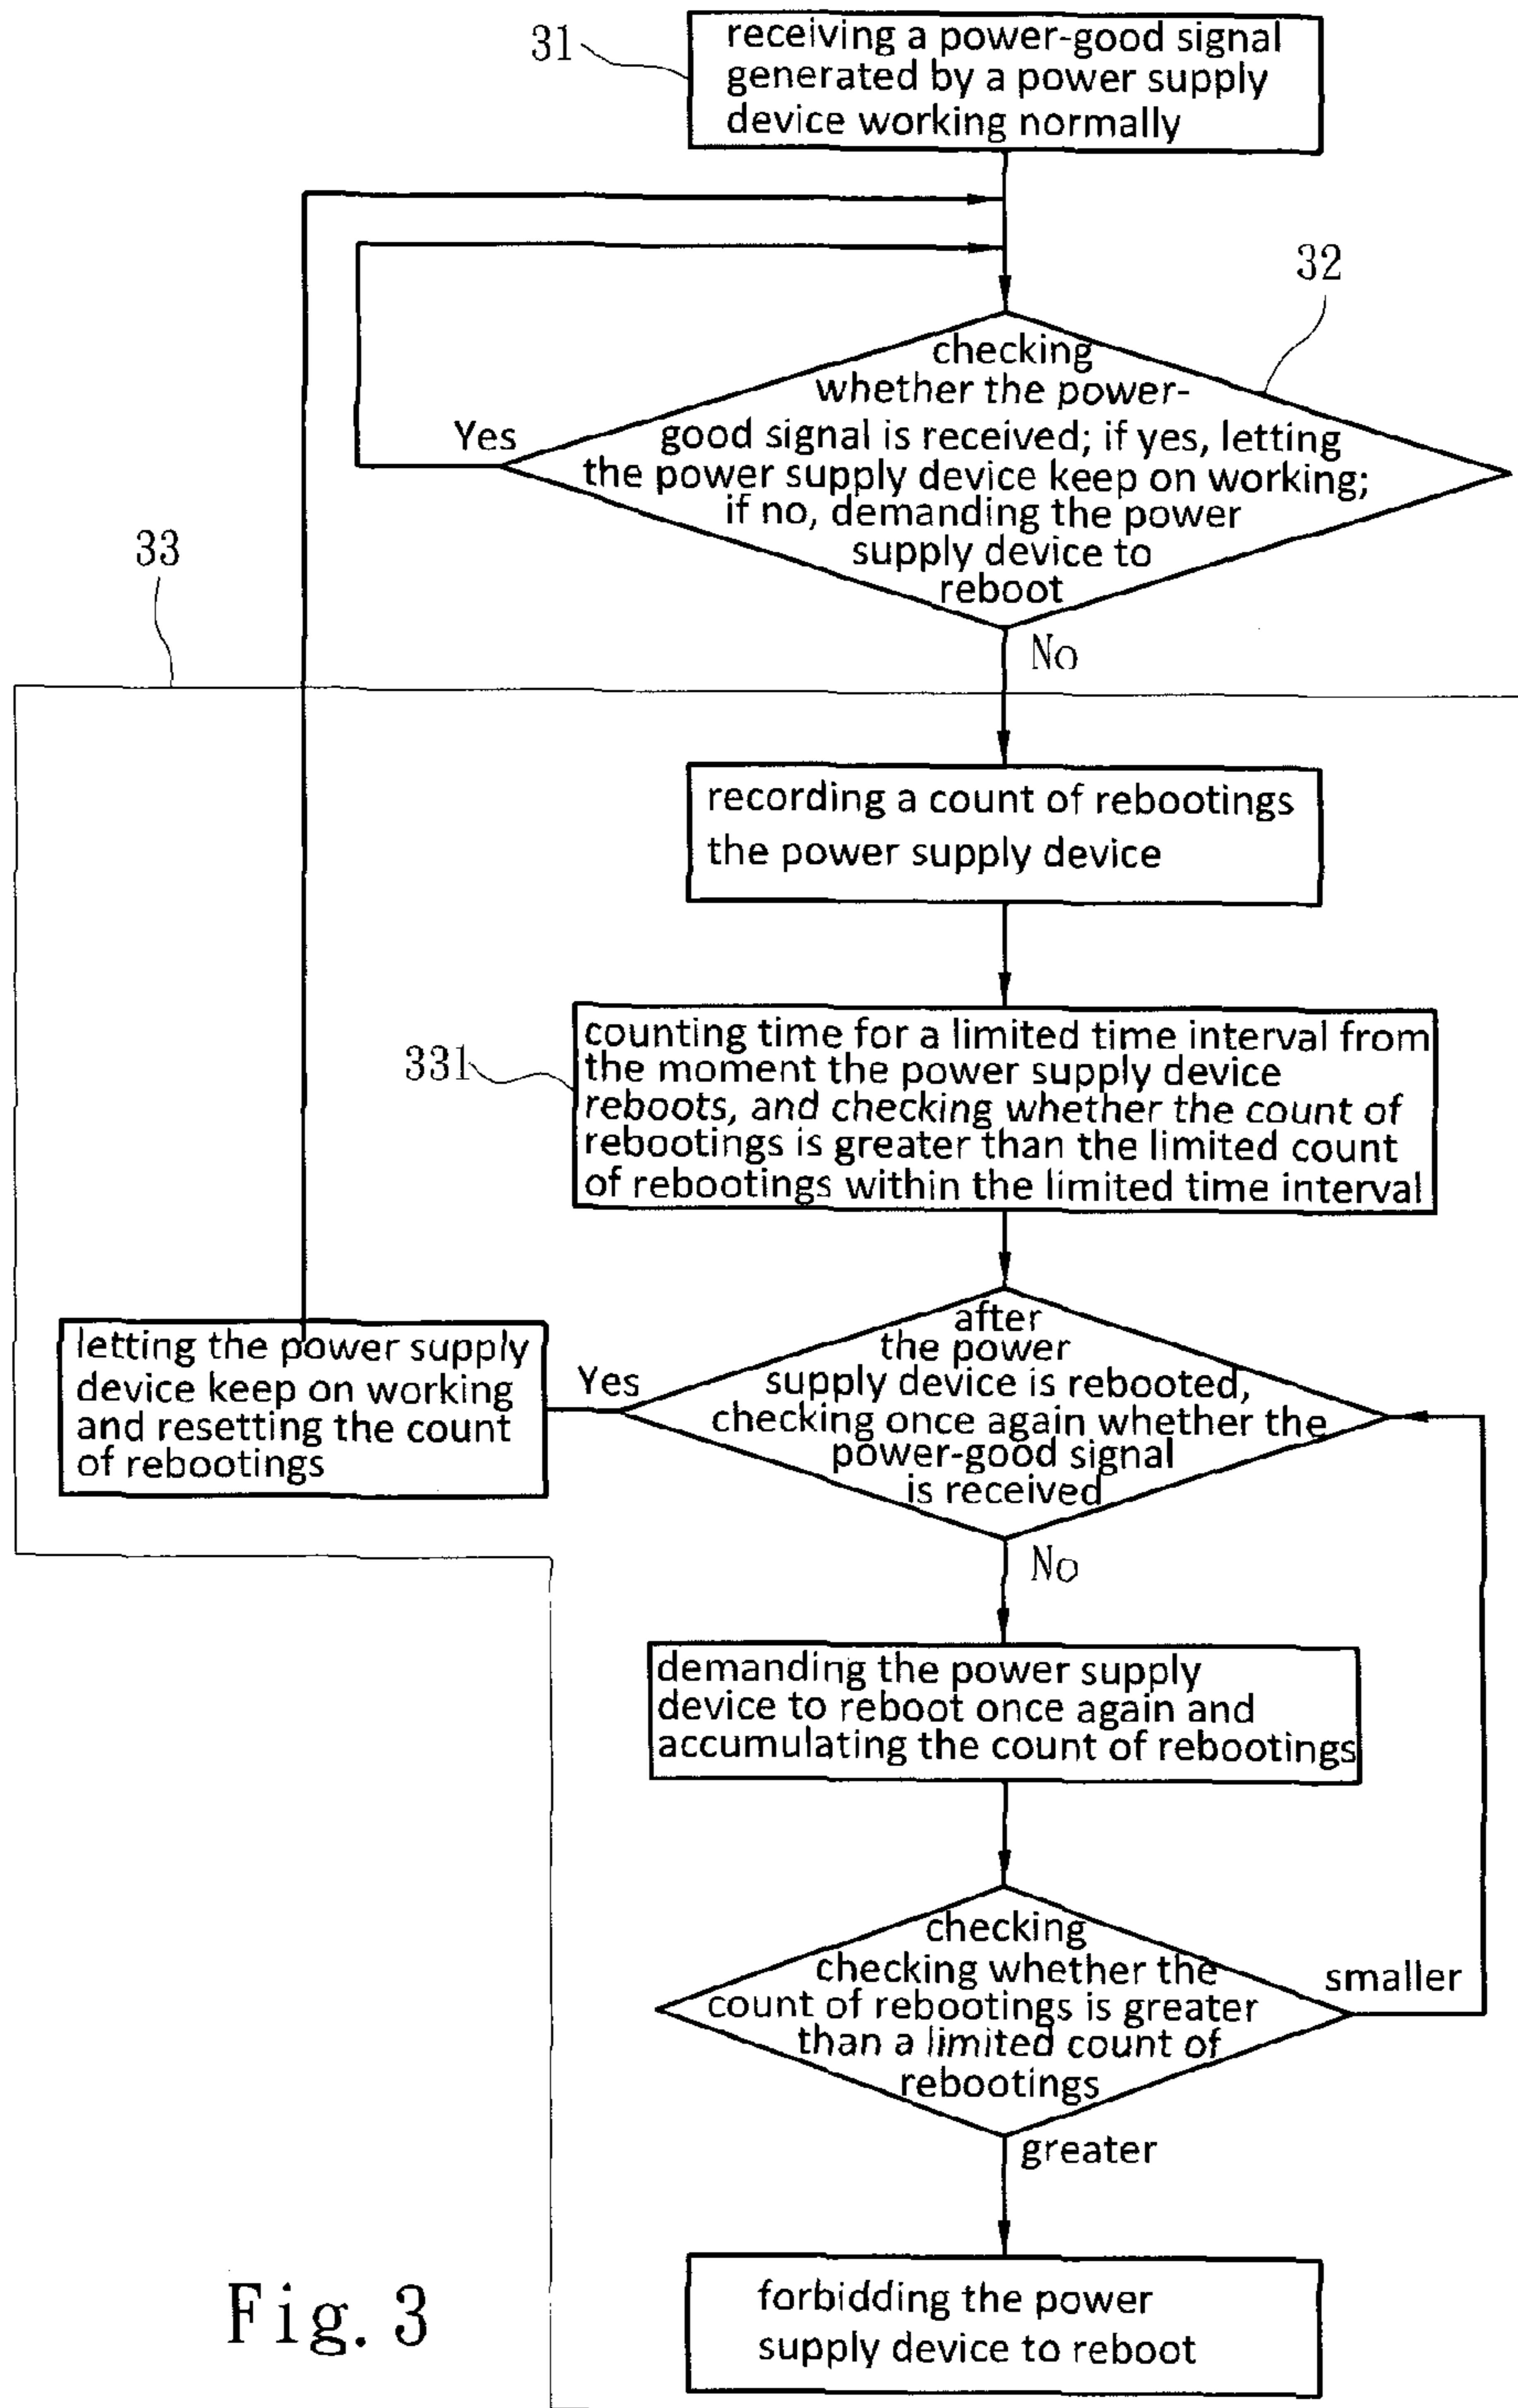 31
receiving a power-good signal
generated by a power supply
device working normally
32
checking
whether the power-
good signal is received; if yes, letting
the power supply device keep on working;
if no, demanding the power
supply device to
reboot
Yes
No
33
recording a count of rebootings
the power supply device
331
counting time for a limited time interval from
the moment the power supply device
reboots, and checking whether the count of
rebootings is greater than the limited count
of rebootings within the limited time interval
after
the power
supply device is rebooted,
checking once again whether the
power-good signal
is received
Yes
letting the power supply
device keep on working
and resetting the count
of rebootings
No
demanding the power supply
device to reboot once again and
accumulating the count of rebootings
checking
checking whether the
count of rebootings is greater
than a limited count of
rebootings
smaller
greater
forbidding the power
supply device to reboot
Fig. 3